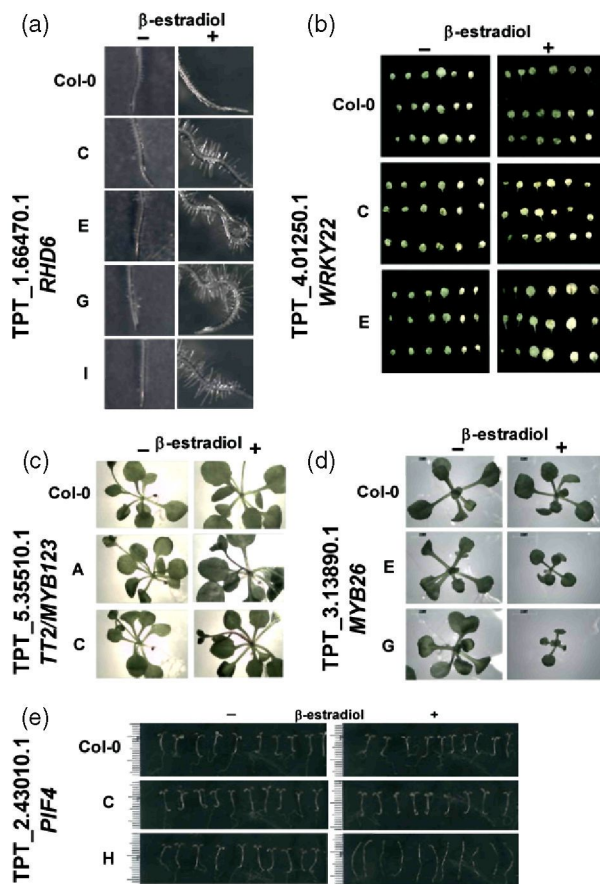 (a)
β-estradiol
− +
Col-0
C
E
G
I
TPT_1.66470.1
RHD6
(b)
β-estradiol
− +
Col-0
C
E
TPT_4.01250.1
WRKY22
(c)
β-estradiol
− +
Col-0
A
C
TPT_5.35510.1
TT2/MYB123
(d)
β-estradiol
− +
Col-0
E
G
TPT_3.13890.1
MYB26
(e)
− β-estradiol +
Col-0
C
H
TPT_2.43010.1
PIF4